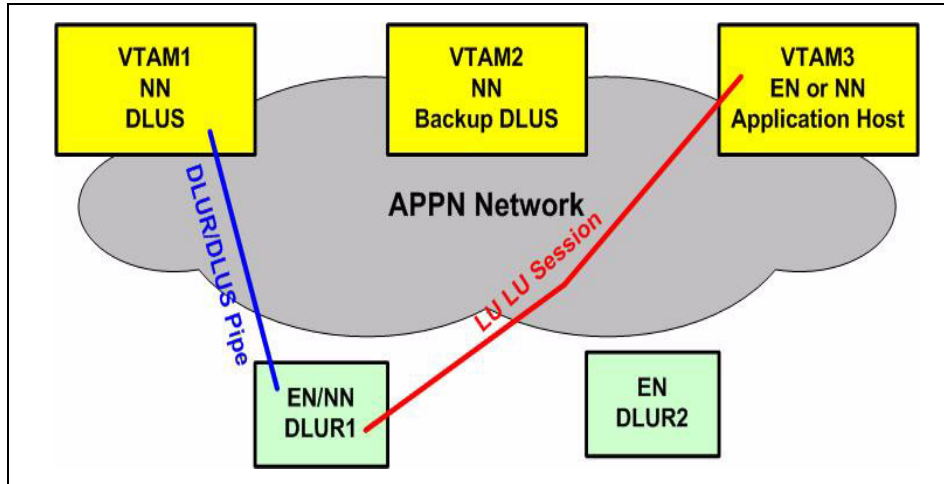 VTAM1
NN
DLUS
VTAM2
NN
Backup DLUS
VTAM3
EN or NN
Application Host
APPN Network
DLUR/DLUS Pipe
LU LU Session
EN/NN
DLUR1
EN
DLUR2